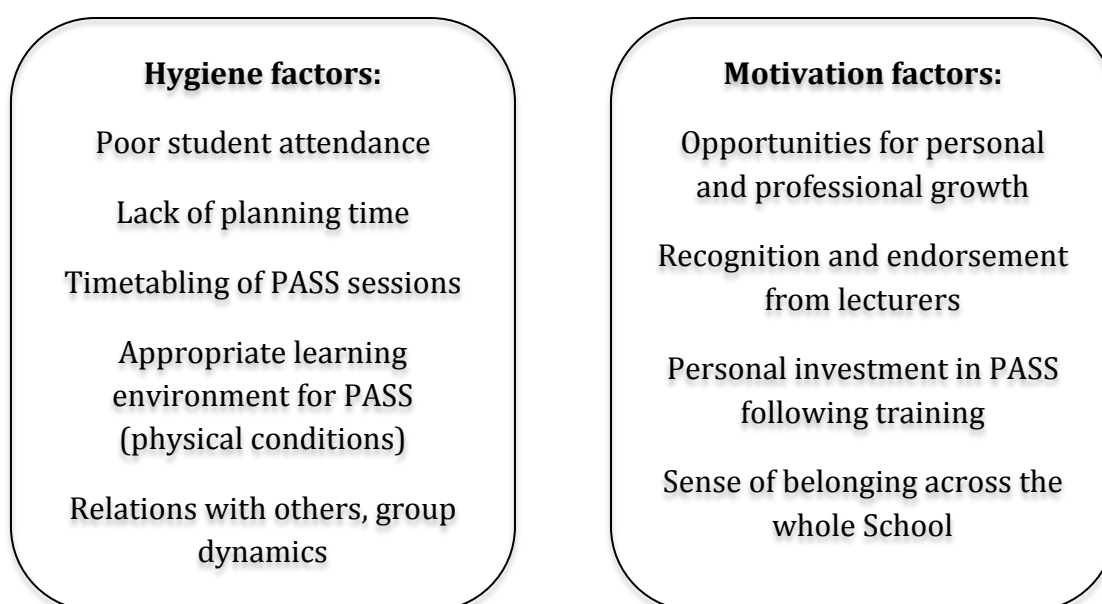 Hygiene factors:
Poor student attendance
Lack of planning time
Timetabling of PASS sessions
Appropriate learning
environment for PASS
(physical conditions)
Relations with others, group
dynamics
Motivation factors:
Opportunities for personal
and professional growth
Recognition and endorsement
from lecturers
Personal investment in PASS
following training
Sense of belonging across the
whole School